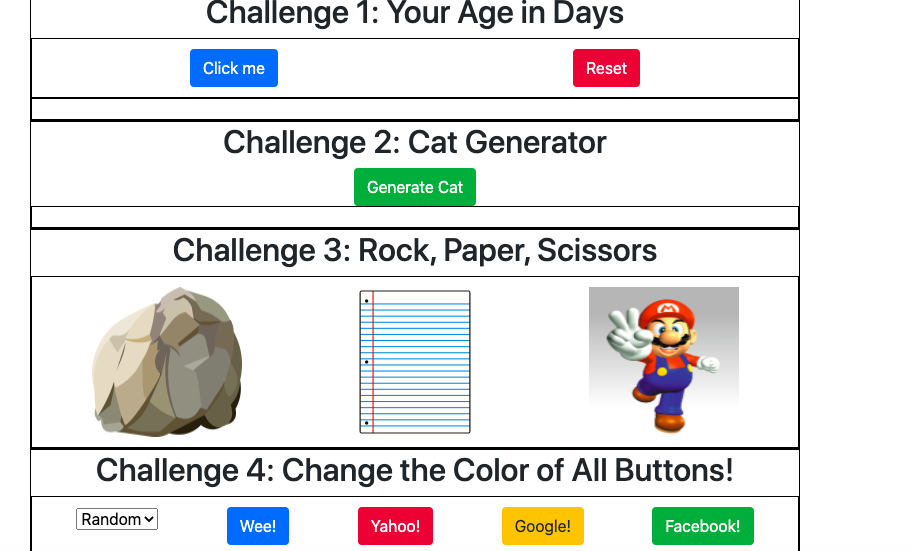 Challenge 1: Your Age in Days
Click me Reset
Challenge 2: Cat Generator
Generate Cat
Challenge 3: Rock, Paper, Scissors
M
Challenge 4: Change the Color of All Buttons!
Random Wee! Yahoo! Google! Facebook!